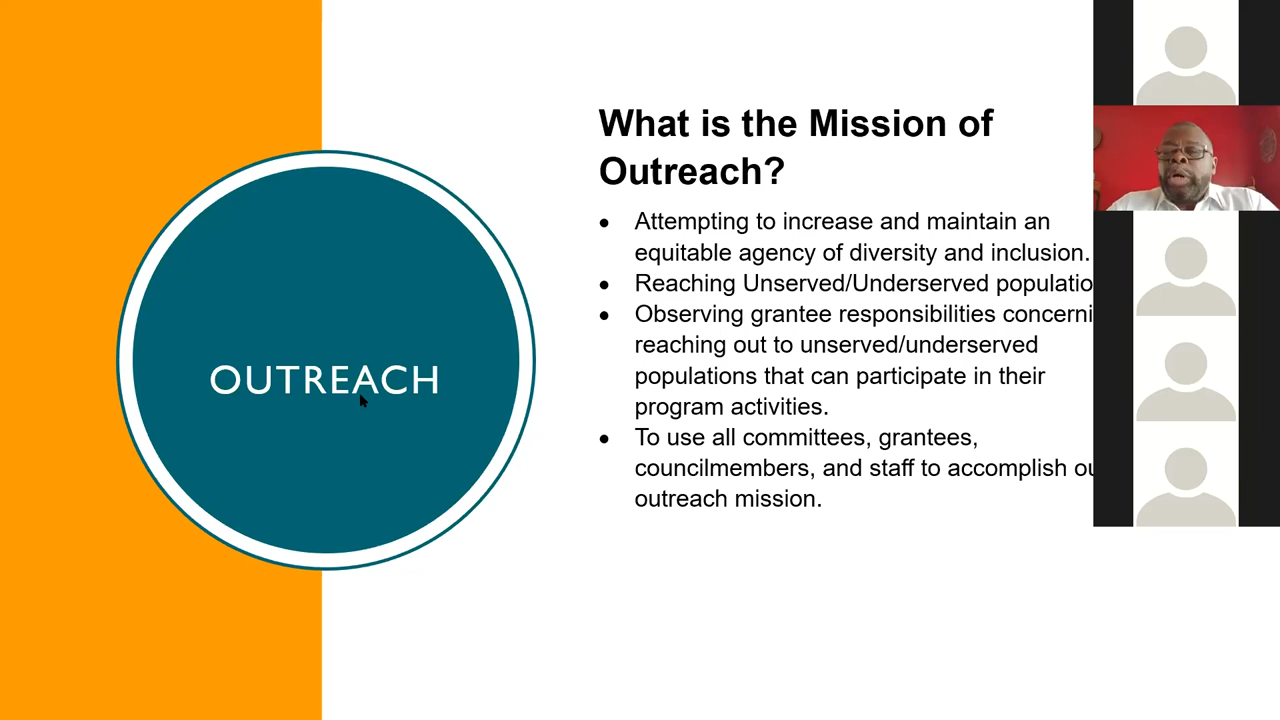 What is the Mission of
Outreach?
• Attempting to increase and maintain an
equitable agency of diversity and inclusion.
• Reaching Unserved/Underserved populatio
• Observing grantee responsibilities concerni
reaching out to unserved/underserved
populations that can participate in their
program activities.
• To use all committees, grantees,
councilmembers, and staff to accomplish ou
outreach mission.
OUTREACH